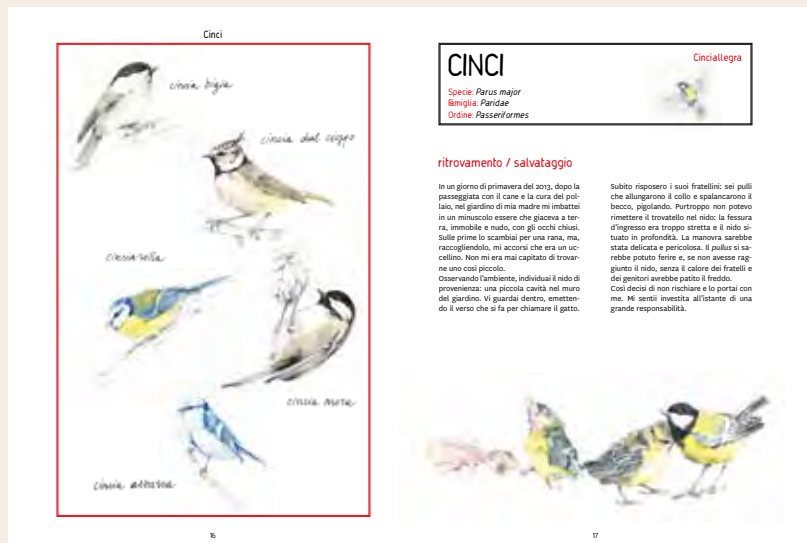 Cinci
cincia bigia
cincia dal ciuffo
cinciarella
cincia mora
cincia azzurra
16
CINCI
Cinciallegra
Specie: Parus major
Famiglia: Paridae
Ordine: Passeriformes
ritrovamento / salvataggio
In un giorno di primavera del 2013, dopo la
passeggiata con il cane e la cura del pol-
laio, nel giardino di mia madre mi imbattei
in un minuscolo essere che giaceva a ter-
ra, immobile e nudo, con gli occhi chiusi.
Sulle prime lo scambiai per una rana, ma,
raccogliendolo, mi accorsi che era un uc-
cellino. Non mi era mai capitato di trovar-
ne uno così piccolo.
Osservando l'ambiente, individuai il nido di
provenienza: una piccola cavità nel muro
del giardino. Vi guardai dentro, emetten-
do il verso che si fa per chiamare il gatto.
Subito risposero i suoi fratellini: sei pulli
che allungarono il collo e spalancarono il
becco, pigolando. Purtroppo non potevo
rimettere il trovatello nel nido: la fessura
d'ingresso era troppo stretta e il nido si-
tuato in profondità. La manovra sarebbe
stata delicata e pericolosa. Il pullus si sa-
rebbe potuto ferire e, se non avesse rag-
giunto il nido, senza il calore dei fratelli e
dei genitori avrebbe patito il freddo.
Così decisi di non rischiare e lo portai con
me. Mi sentii investita all'istante di una
grande responsabilità.
17